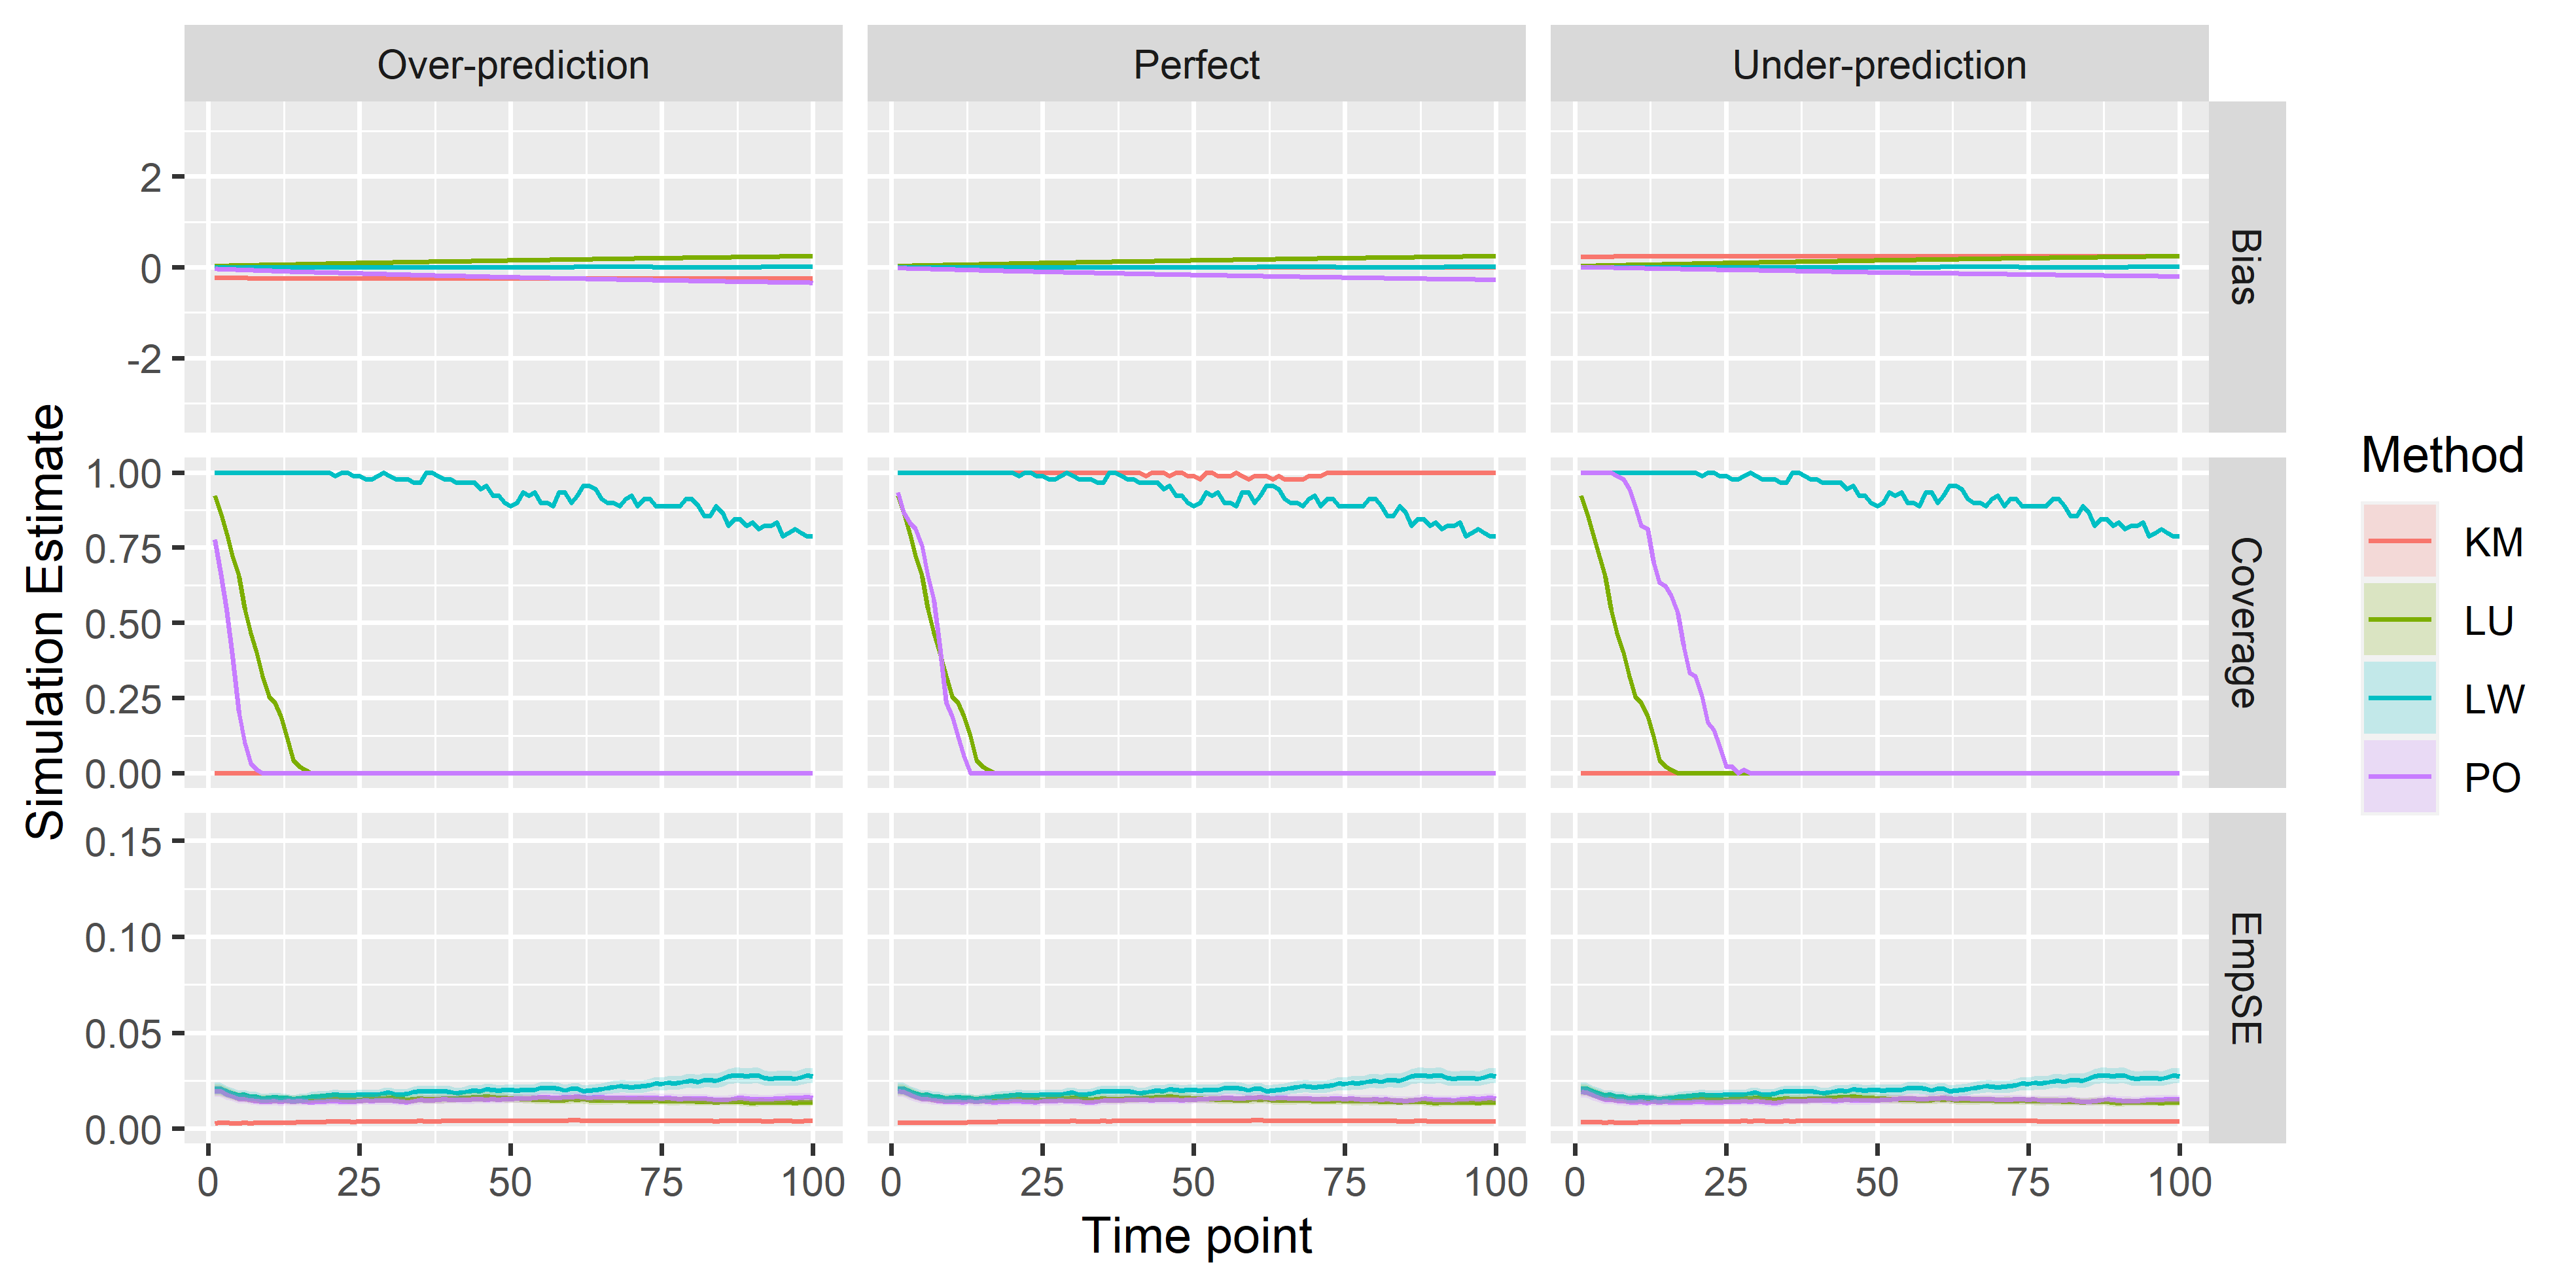 Over-prediction
Perfect
Under-prediction
2
0
-2
Bias
1.00
0.75
0.50
0.25
0.00
Coverage
0.15
0.10
0.05
0.00
EmpSE
0 25 50 75 100
0 25 50 75 100
0 25 50 75 100
Time point
Simulation Estimate
Method
KM
LU
LW
PO